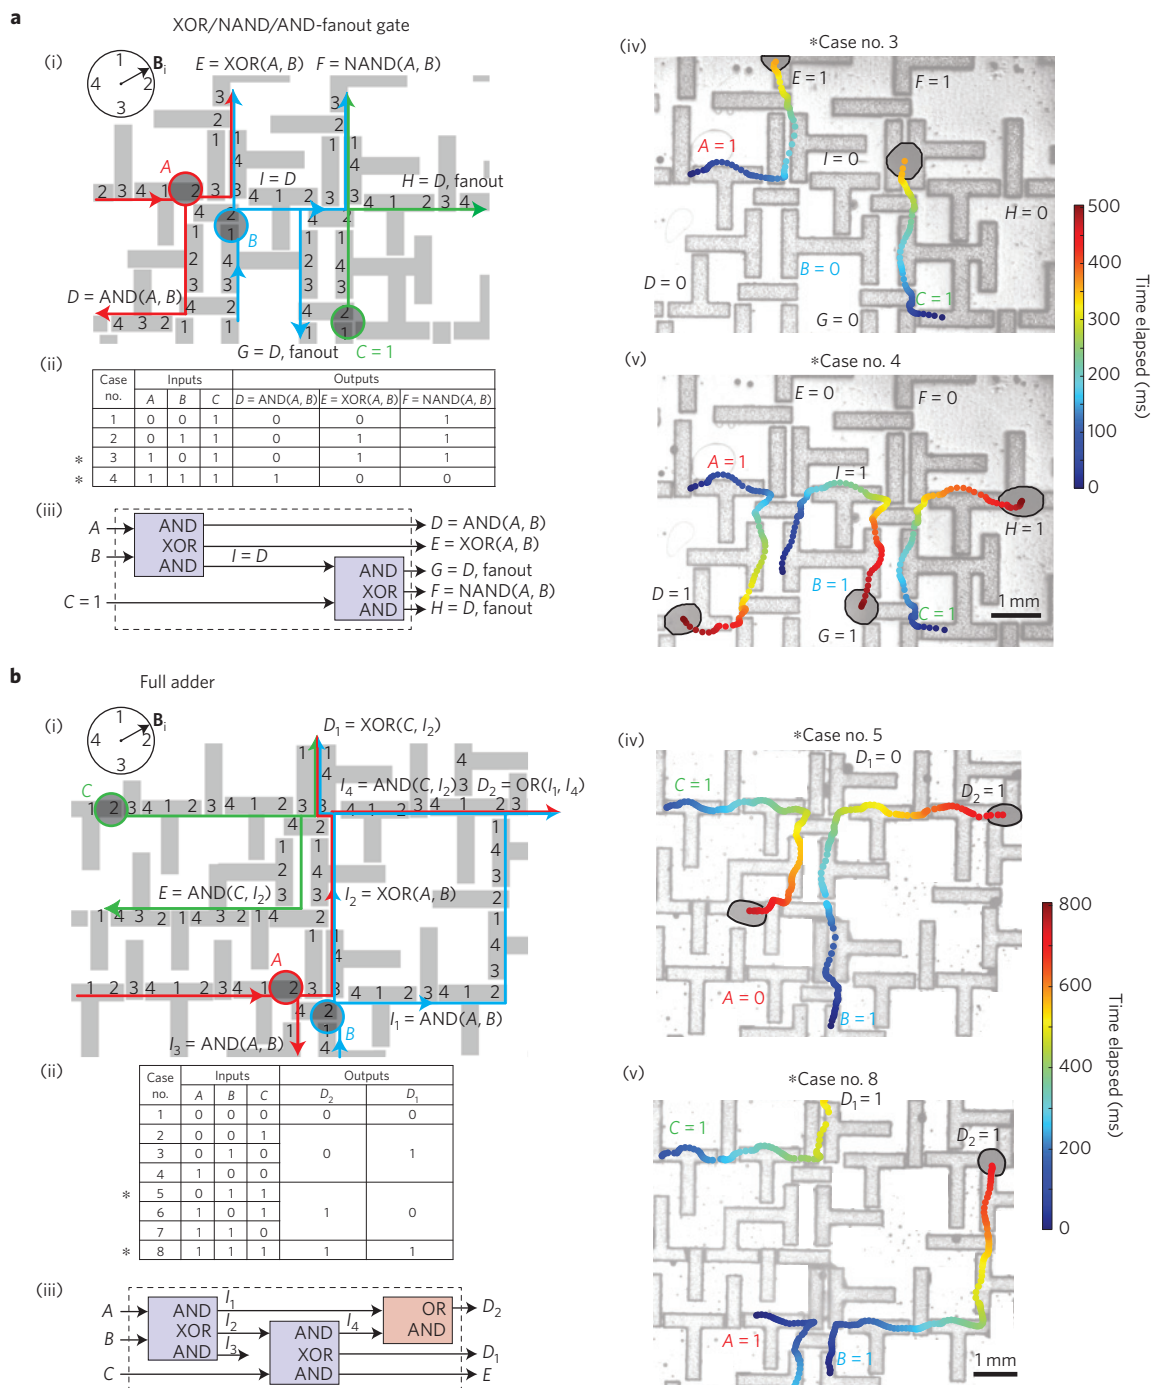 a
XOR/NAND/AND-fanout gate
(i)
1
2
3
4
Bi
E = XOR(A, B) F = NAND(A, B)
A
I = D
H = D, fanout
B
D = AND(A, B)
G = D, fanout C = 1
(ii)
Case no. Inputs Outputs
A B C D = AND(A, B) E = XOR(A, B) F = NAND(A, B)
1 0 0 1 0 0 1
2 0 1 1 0 1 1
* 3 1 0 1 0 1 1
* 4 1 1 1 1 0 0
(iii)
A
B
C = 1
AND
XOR
AND
I = D
AND
XOR
AND
D = AND(A, B)
E = XOR(A, B)
G = D, fanout
F = NAND(A, B)
H = D, fanout
(iv)
*Case no. 3
E = 1
F = 1
A = 1
I = 0
H = 0
B = 0
D = 0
C = 1
G = 0
(v)
*Case no. 4
E = 0
F = 0
A = 1
I = 1
H = 1
B = 1
D = 1
C = 1
G = 1
1 mm
500
400
300
200
100
0
Time elapsed (ms)
b
Full adder
(i)
1
2
3
4
Bi
D1 = XOR(C, I2)
C
I4 = AND(C, I2) D2 = OR(I1, I4)
E = AND(C, I2)
I2 = XOR(A, B)
A
B
I1 = AND(A, B)
I3 = AND(A, B)
(ii)
Case no. Inputs Outputs
A B C D2 D1
1 0 0 0 0 0
2 0 0 1
3 0 1 0 0 1
4 1 0 0
* 5 0 1 1
6 1 0 1 1 0
7 1 1 0
* 8 1 1 1 1 1
(iii)
A
B
C
AND
XOR
AND
I1
I2
I3
AND
XOR
AND
I4
OR
AND
D2
D1
E
(iv)
*Case no. 5
D1 = 0
C = 1
D2 = 1
A = 0
B = 1
(v)
*Case no. 8
D1 = 1
C = 1
D2 = 1
A = 1
B = 1
1 mm
800
600
400
200
0
Time elapsed (ms)